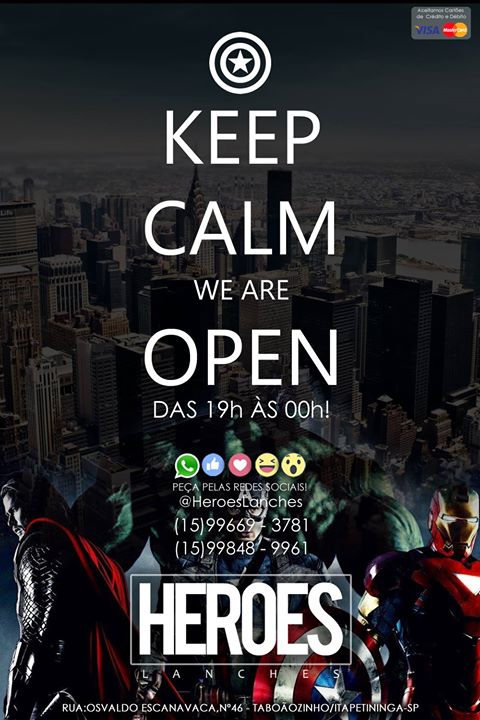 Aceitamos Cartões
de Crédito e Débito
VISA MasterCard
KEEP
CALM
WE ARE
OPEN
DAS 19h ÀS 00h!
PEÇA PELAS REDES SOCIAIS!
@HeroesLanches
(15)99669 - 3781
(15)99848 - 9961
HEROES
LANCHES
RUA:OSVALDO ESCANAVACA,Nº46 - TABOÃOZINHO/ITAPETININGA-SP